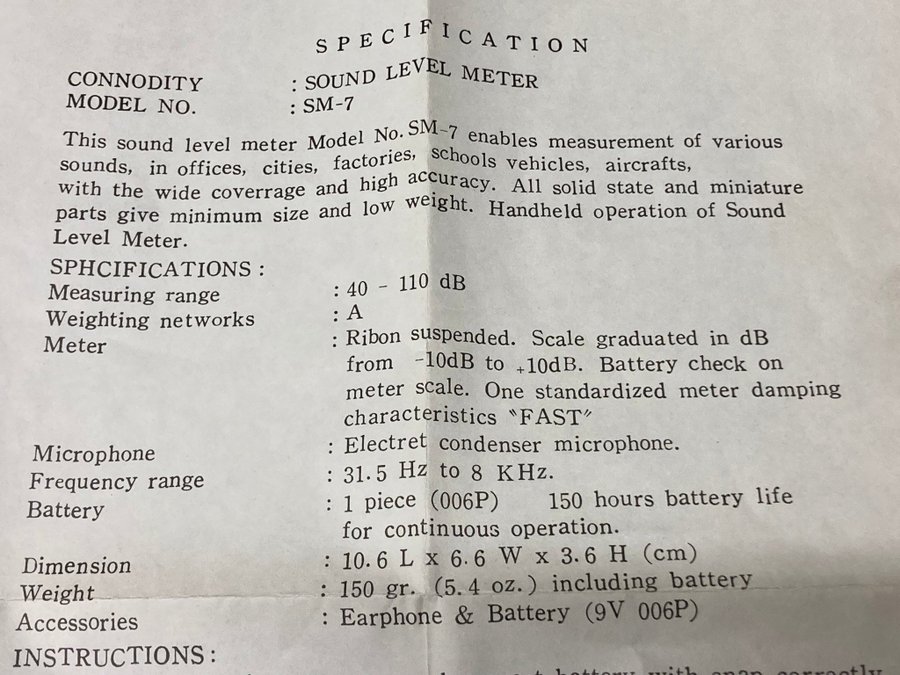 SPECIFICATION
CONNODITY : SOUND LEVEL METER
MODEL NO. : SM-7
This sound level meter Model No. SM-7 enables measurement of various
sounds, in offices, cities, factories, schools vehicles, aircrafts,
with the wide coverrage and high accuracy. All solid state and miniature
parts give minimum size and low weight. Handheld operation of Sound
Level Meter.
SPHCIFICATIONS :
Measuring range : 40 - 110 dB
Weighting networks : A
Meter : Ribon suspended. Scale graduated in dB
from -10dB to +10dB. Battery check on
meter scale. One standardized meter damping
characteristics "FAST"
Microphone : Electret condenser microphone.
Frequency range : 31.5 Hz to 8 KHz.
Battery : 1 piece (006P) 150 hours battery life
for continuous operation.
Dimension : 10.6 L x 6.6 W x 3.6 H (cm)
Weight : 150 gr. (5.4 oz.) including battery
Accessories : Earphone & Battery (9V 006P)
INSTRUCTIONS :
battery with snap correctly